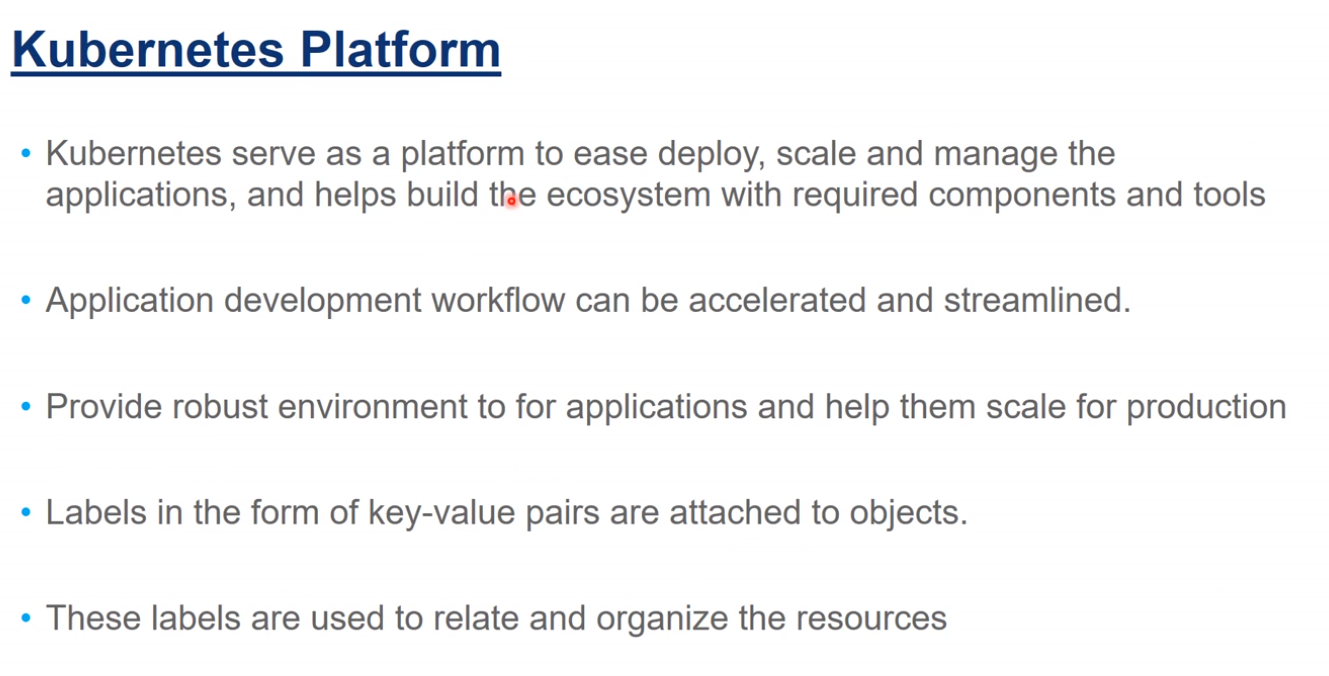 Kubernetes Platform
• Kubernetes serve as a platform to ease deploy, scale and manage the
applications, and helps build the ecosystem with required components and tools
• Application development workflow can be accelerated and streamlined.
• Provide robust environment to for applications and help them scale for production
• Labels in the form of key-value pairs are attached to objects.
• These labels are used to relate and organize the resources